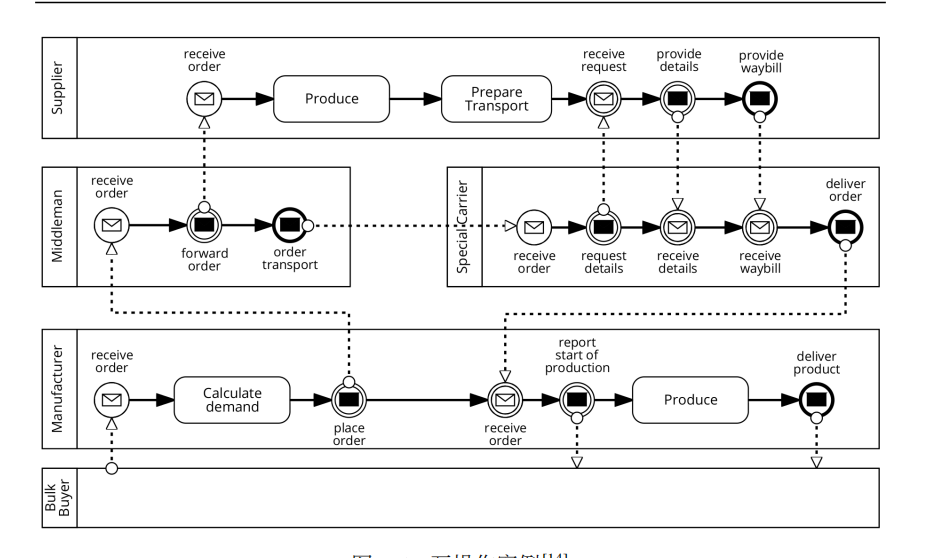 Supplier
receive
order
Produce
Prepare
Transport
receive
request
provide
details
provide
waybill
Middleman
receive
order
forward
order
order
transport
Special Carrier
receive
order
request
details
receive
details
receive
waybill
deliver
order
Manufacturer
receive
order
Calculate
demand
place
order
receive
order
report
start of
production
Produce
deliver
product
Bulk
Buyer